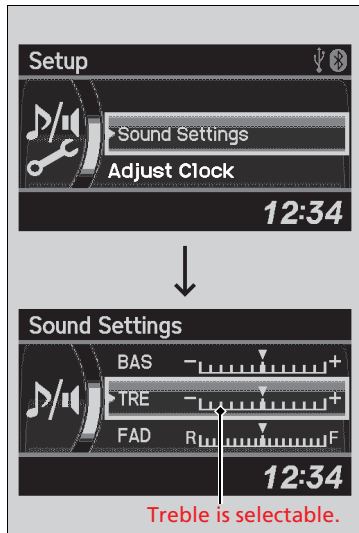 Setup
Sound Settings
Adjust Clock
12:34
Sound Settings
BAS - +
TRE - +
FAD R F
12:34
Treble is selectable.